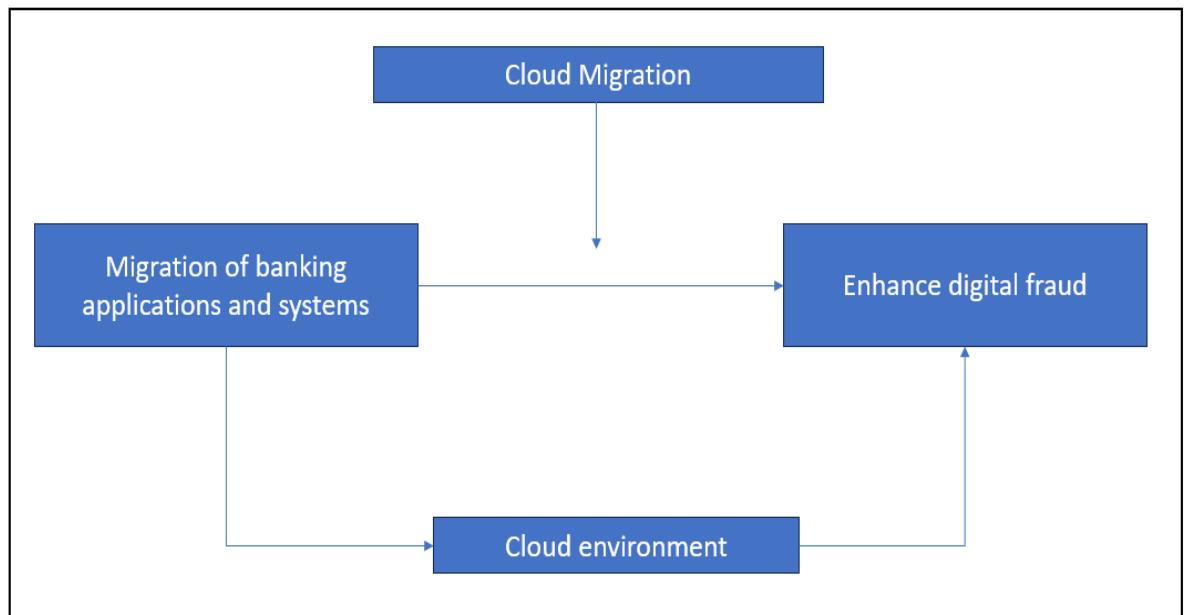 Cloud Migration
Migration of banking
applications and systems
Enhance digital fraud
Cloud environment